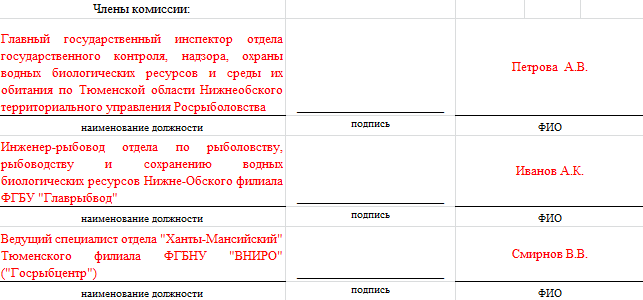 Члены комиссии:
Главный государственный инспектор отдела
государственного контроля, надзора, охраны
водных биологических ресурсов и среды их
обитания по Тюменской области Нижнеобского
территориального управления Росрыболовства
Петрова А.В.
наименование должности
подпись
ФИО
Инженер-рыбовод отдела по рыболовству,
рыбоводству и сохранению водных
биологических ресурсов Нижне-Обского филиала
ФГБУ "Главрыбвод"
Иванов А.К.
наименование должности
подпись
ФИО
Ведущий специалист отдела "Ханты-Мансийский"
Тюменского филиала ФГБНУ "ВНИРО"
("Госрыбцентр")
Смирнов В.В.
наименование должности
подпись
ФИО